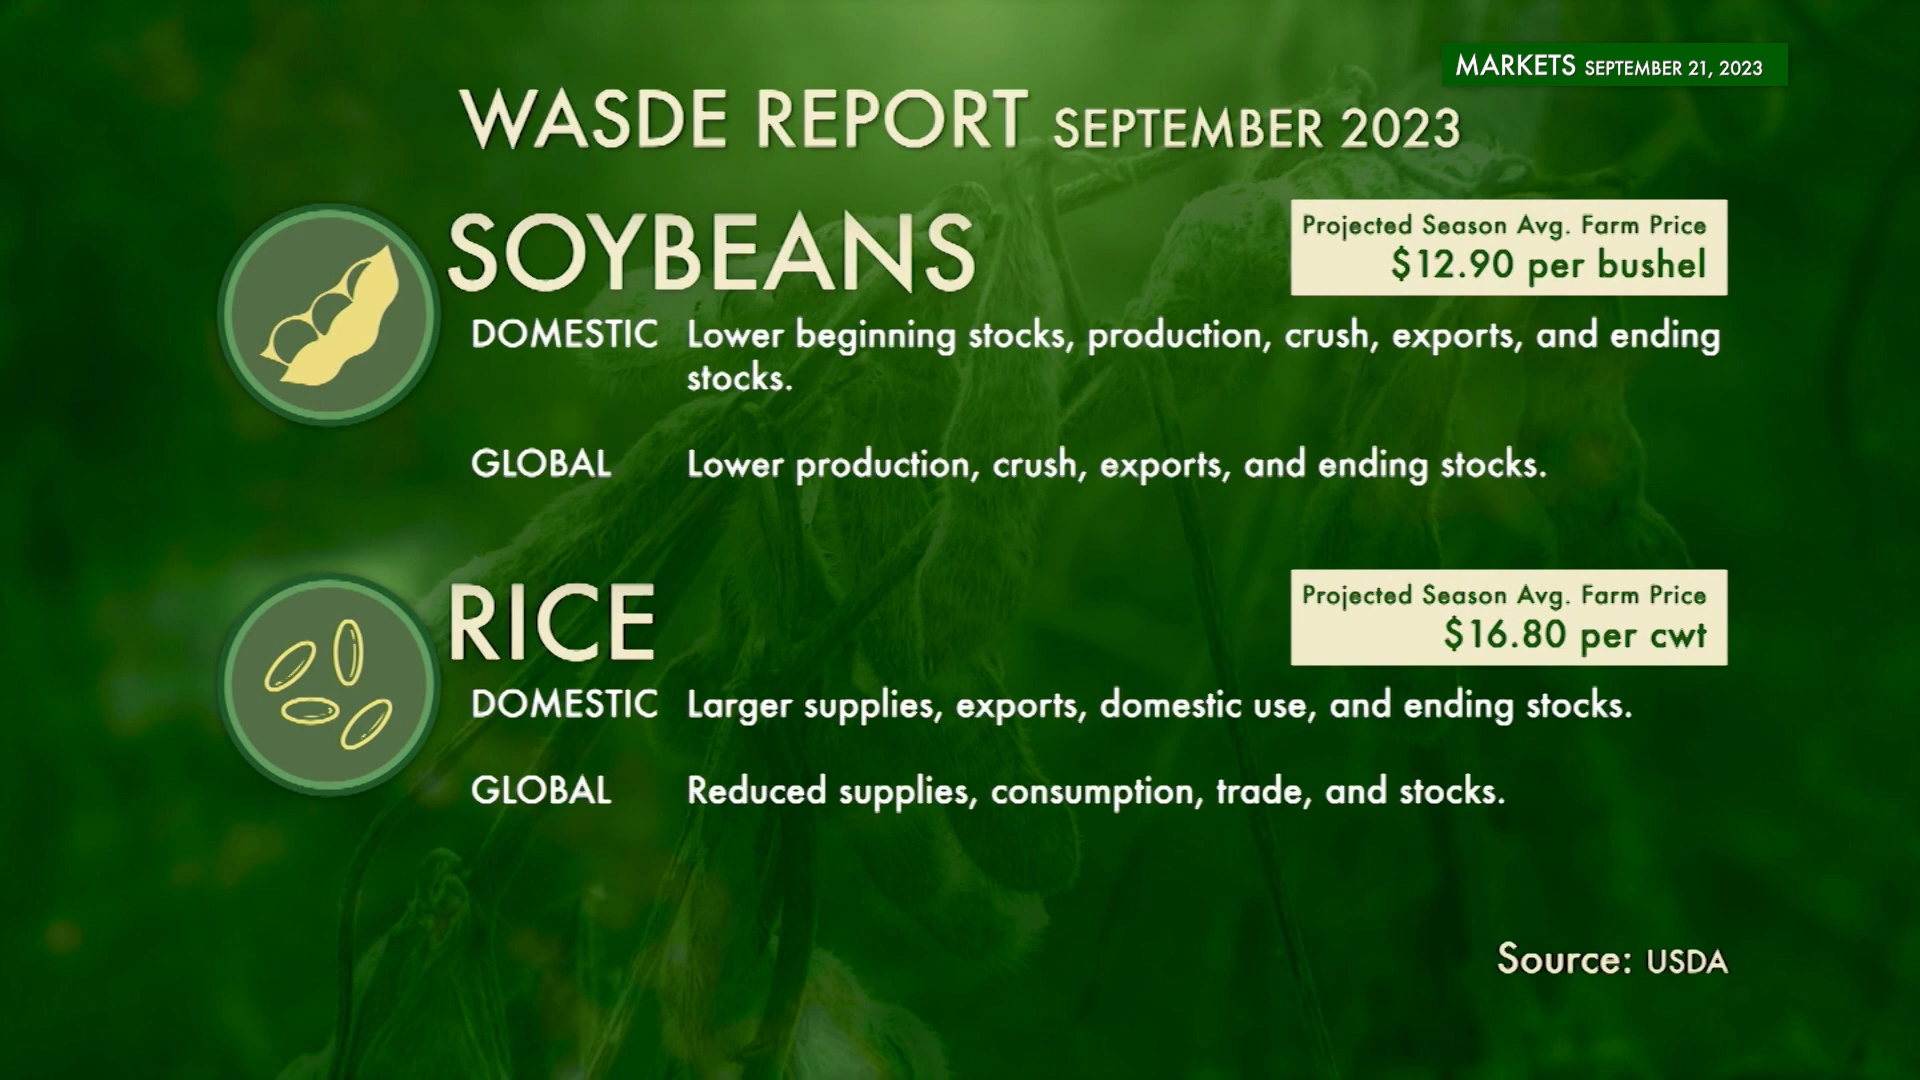 MARKETS SEPTEMBER 21, 2023
WASDE REPORT SEPTEMBER 2023
SOYBEANS
Projected Season Avg. Farm Price
$12.90 per bushel
DOMESTIC Lower beginning stocks, production, crush, exports, and ending
stocks.
GLOBAL Lower production, crush, exports, and ending stocks.
RICE
Projected Season Avg. Farm Price
$16.80 per cwt
DOMESTIC Larger supplies, exports, domestic use, and ending stocks.
GLOBAL Reduced supplies, consumption, trade, and stocks.
Source: USDA